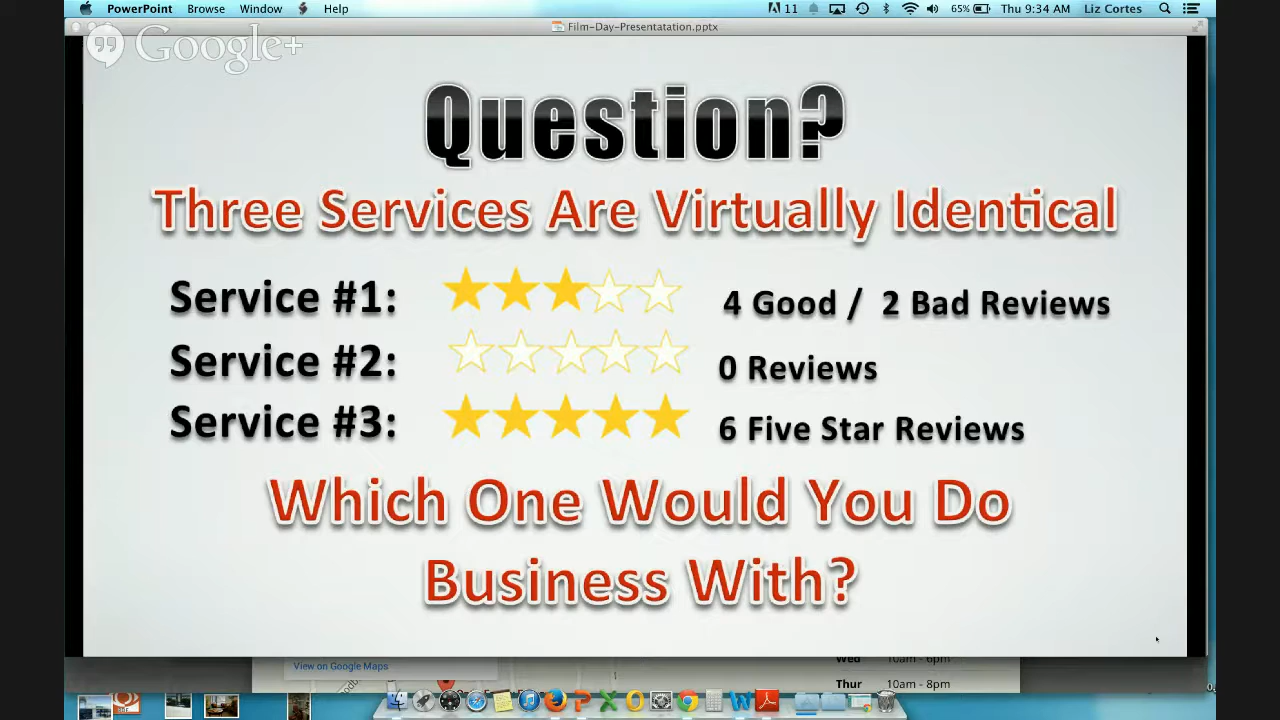 PowerPoint Browse Window Help 11 65% Thu 9:34 AM Liz Cortes
Film-Day-Presentatation.pptx
Google+
Question?
Three Services Are Virtually Identical
Service #1: 4 Good / 2 Bad Reviews
Service #2: 0 Reviews
Service #3: 6 Five Star Reviews
Which One Would You Do
Business With?
Wed 10am - 6pm
View on Google Maps
Thur 10am - 8pm